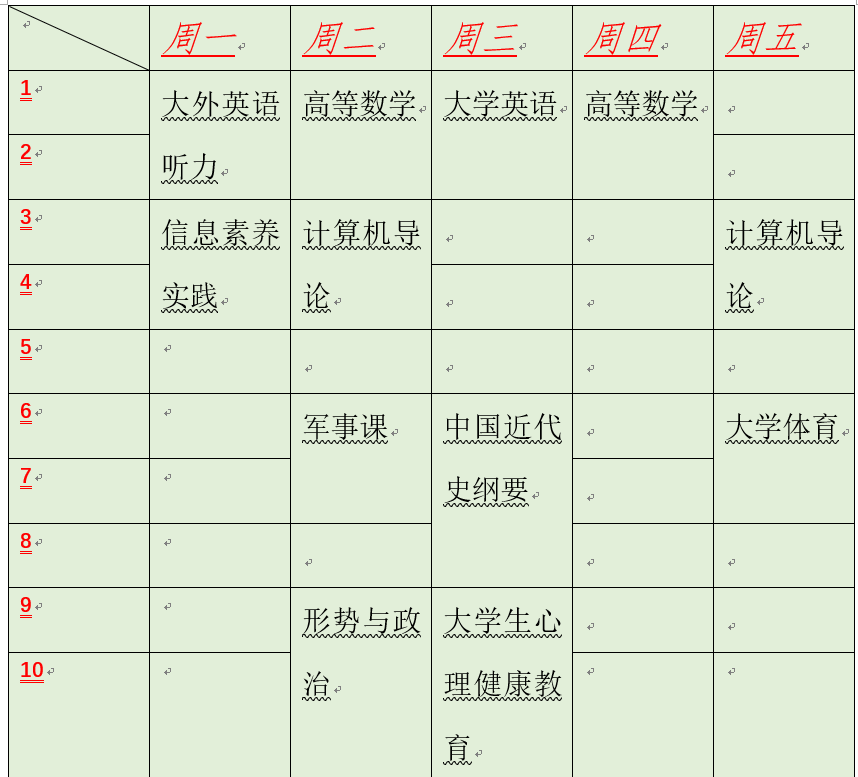 周一 周二 周三 周四 周五
1 大外英语 高等数学 大学英语 高等数学
2 听力
3 信息素养 计算机导 计算机导
4 实践 论 论
5
6 军事课 中国近代 大学体育
7 史纲要
8
9 形势与政 大学生心
10 治 理健康教
育